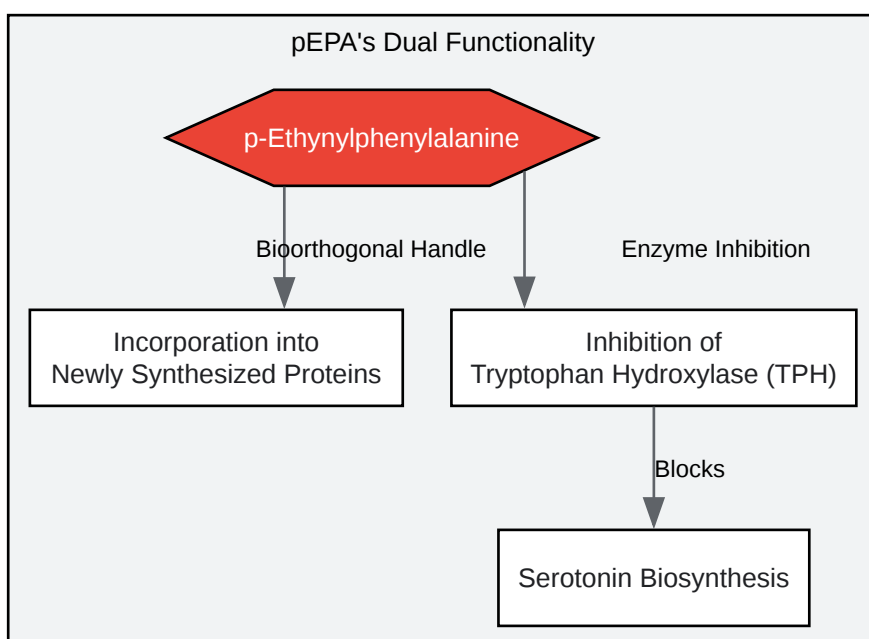 pEPA's Dual Functionality
p-Ethynylphenylalanine
Bioorthogonal Handle
Enzyme Inhibition
Incorporation into
Newly Synthesized Proteins
Inhibition of
Tryptophan Hydroxylase (TPH)
Blocks
Serotonin Biosynthesis